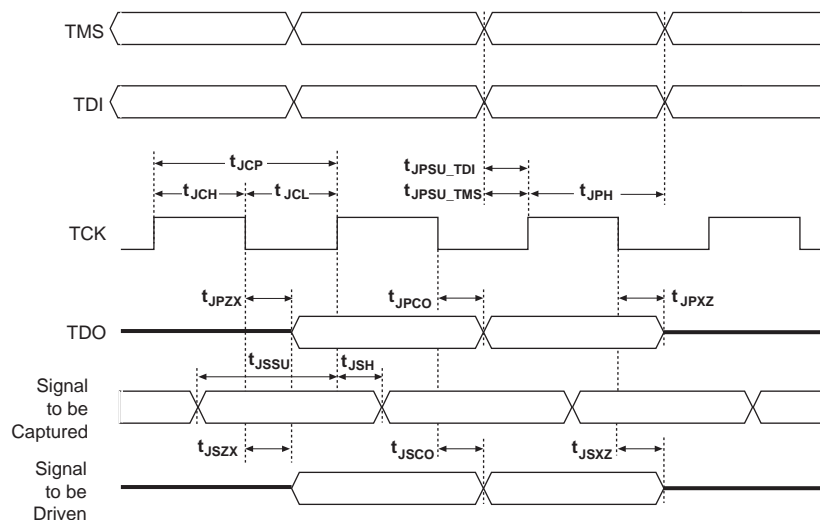 TMS
TDI
tJCP
tJPSU_TDI
tJCH
tJCL
tJPSU_TMS
tJPH
TCK
tJPZX
tJPCO
tJPXZ
TDO
tJSSU
tJSH
Signal
to be
Captured
tJSZX
tJSCO
tJSXZ
Signal
to be
Driven